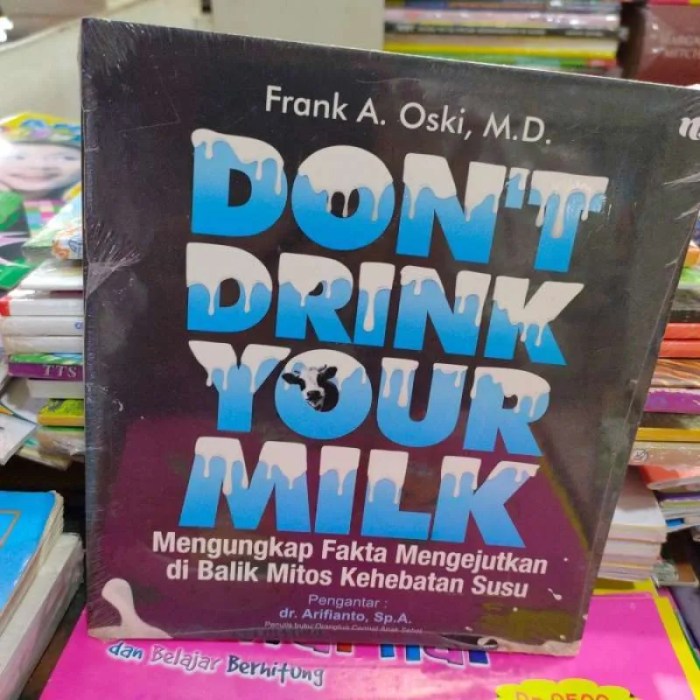 Frank A. Oski, M.D.
DON'T
DRINK
YOUR
MILK
Mengungkap Fakta Mengejutkan
di Balik Mitos Kehebatan Susu
Pengantar :
dr. Arifianto, Sp.A.
dan Belajar Berhitung
TTS